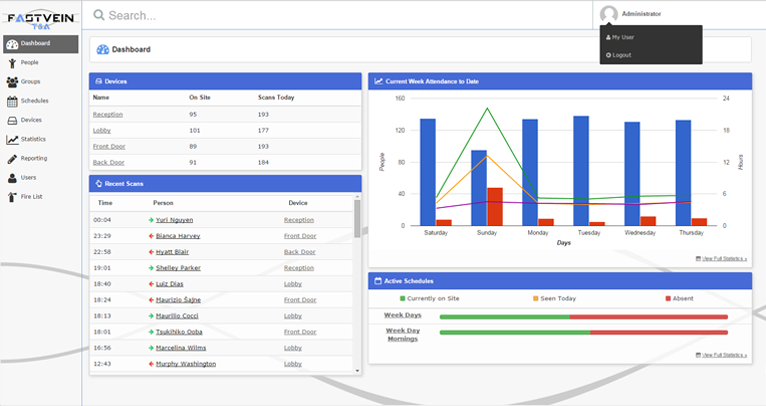 FASTVEIN
T&A
Search...
Administrator
My User
Logout
Dashboard
People
Groups
Schedules
Devices
Statistics
Reporting
Users
Fire List
Dashboard
Devices
Name On Site Scans Today
Reception 95 193
Lobby 101 177
Front Door 89 193
Back Door 91 184
Recent Scans
Time Person Device
00:04 Yuri Nguyen Reception
23:29 Bianca Harvey Front Door
22:58 Hyatt Blair Back Door
19:01 Shelley Parker Reception
18:40 Luiz Dias Lobby
18:24 Maurizio Šajne Front Door
18:13 Maurilio Cocci Lobby
18:01 Tsukihiko Ooba Front Door
16:56 Marcelina Wilms Lobby
12:43 Murphy Washington Lobby
Current Week Attendance to Date
160 24
120 18
80 12
40 6
0 0
People
Hours
Saturday Sunday Monday Tuesday Wednesday Thursday
Days
View Full Statistics »
Active Schedules
Currently on Site Seen Today Absent
Week Days
Week Day
Mornings
View Full Statistics »